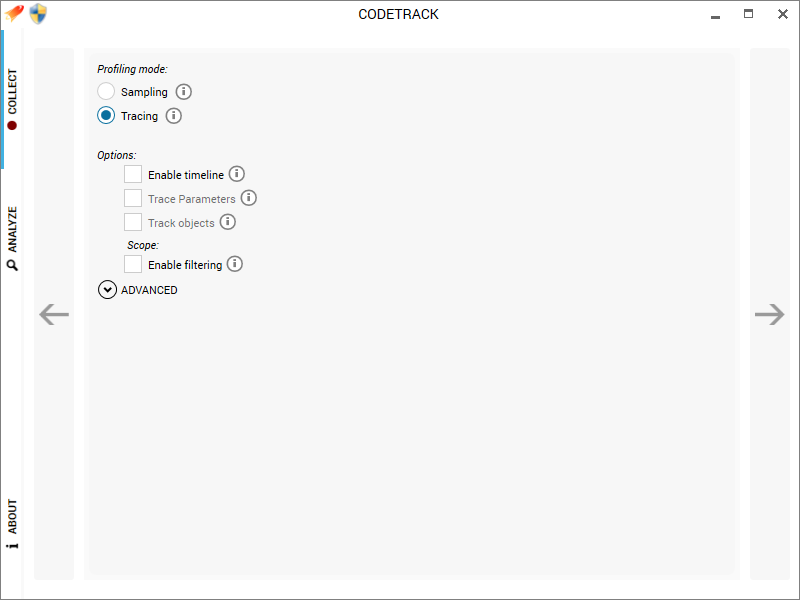 CODETRACK
COLLECT
ANALYZE
ABOUT
Profiling mode:
Sampling
Tracing
Options:
Enable timeline
Trace Parameters
Track objects
Scope:
Enable filtering
ADVANCED